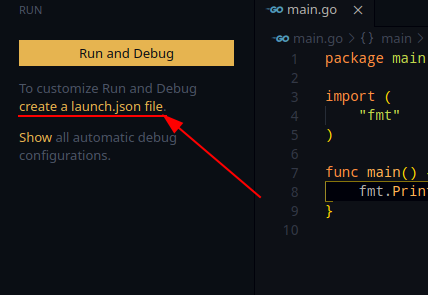 RUN
Run and Debug
To customize Run and Debug
create a launch.json file.
Show all automatic debug
configurations.
main.go
main.go > {} main >
1 package main
2
3 import (
4 "fmt"
5 )
6
7 func main() {
8 fmt.Print
9 }
10